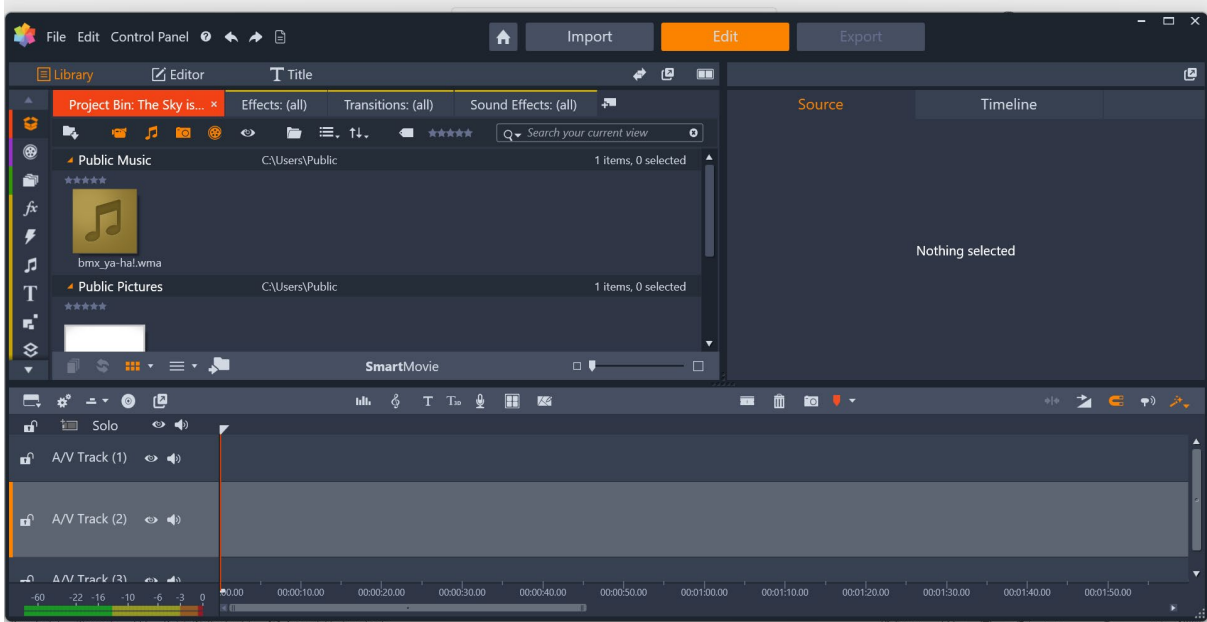 File Edit Control Panel
Import
Edit
Export
Library
Editor
Title
Project Bin: The Sky is... ×
Effects: (all)
Transitions: (all)
Sound Effects: (all)
Source
Timeline
Search your current view
Public Music C:\Users\Public 1 items, 0 selected
bmx_ya-ha!.wma
Public Pictures C:\Users\Public 1 items, 0 selected
Nothing selected
SmartMovie
Solo
A/V Track (1)
A/V Track (2)
A/V Track (3)
-60 -22 -16 -10 -6 -3 0
:00.00 00:00:10.00 00:00:20.00 00:00:30.00 00:00:40.00 00:00:50.00 00:01:00.00 00:01:10.00 00:01:20.00 00:01:30.00 00:01:40.00 00:01:50.00